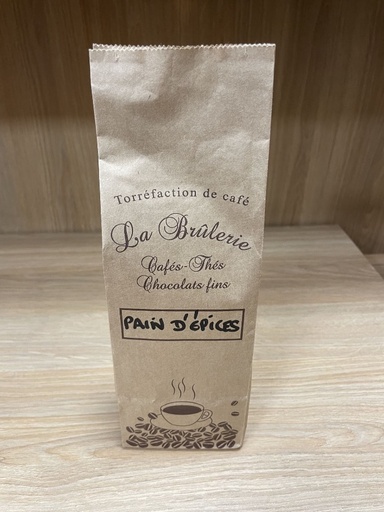 Torréfaction de café
La Brûlerie
Cafés-Thés
Chocolats fins
PAIN D'ÉPICES